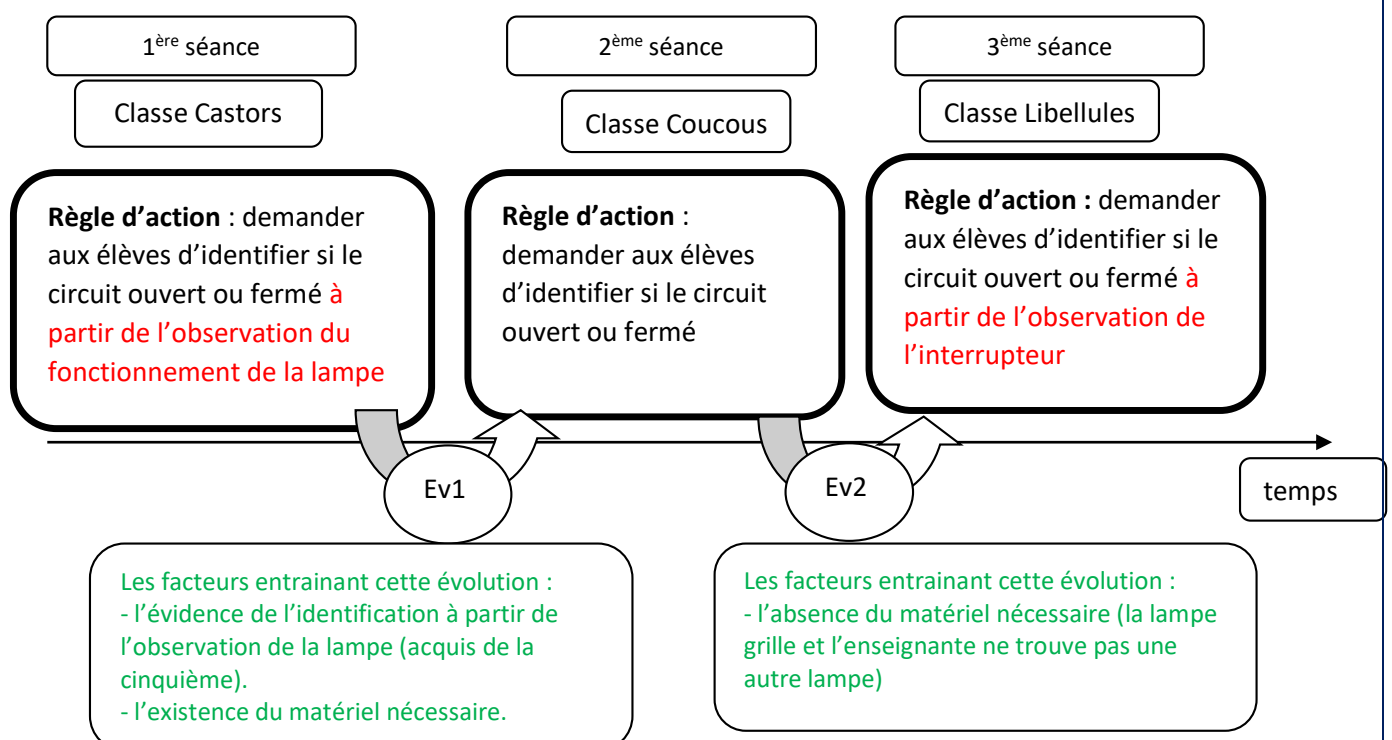 1ère séance
2ème séance
3ème séance
Classe Castors
Classe Coucous
Classe Libellules
Règle d’action : demander
aux élèves d’identifier si le
circuit ouvert ou fermé à
partir de l’observation du
fonctionnement de la lampe
Règle d’action :
demander aux élèves
d’identifier si le circuit
ouvert ou fermé
Règle d’action : demander
aux élèves d’identifier si le
circuit ouvert ou fermé à
partir de l’observation de
l’interrupteur
Ev1
Ev2
temps
Les facteurs entrainant cette évolution :
- l’évidence de l’identification à partir de
l’observation de la lampe (acquis de la
cinquième).
- l’existence du matériel nécessaire.
Les facteurs entrainant cette évolution :
- l’absence du matériel nécessaire (la lampe
grille et l’enseignante ne trouve pas une
autre lampe)